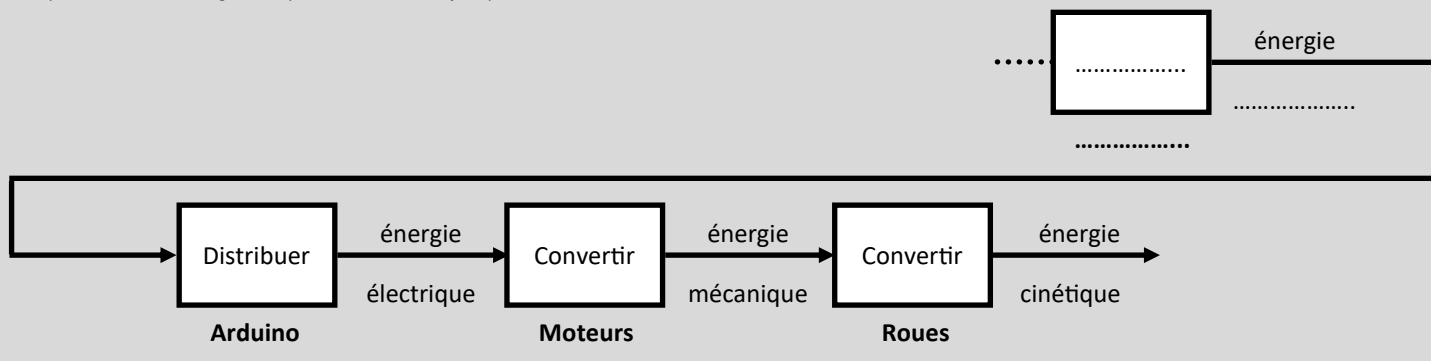 énergie
……………...
………………..
……………...
énergie
énergie
énergie
Distribuer
Convertir
Convertir
électrique
mécanique
cinétique
Arduino
Moteurs
Roues